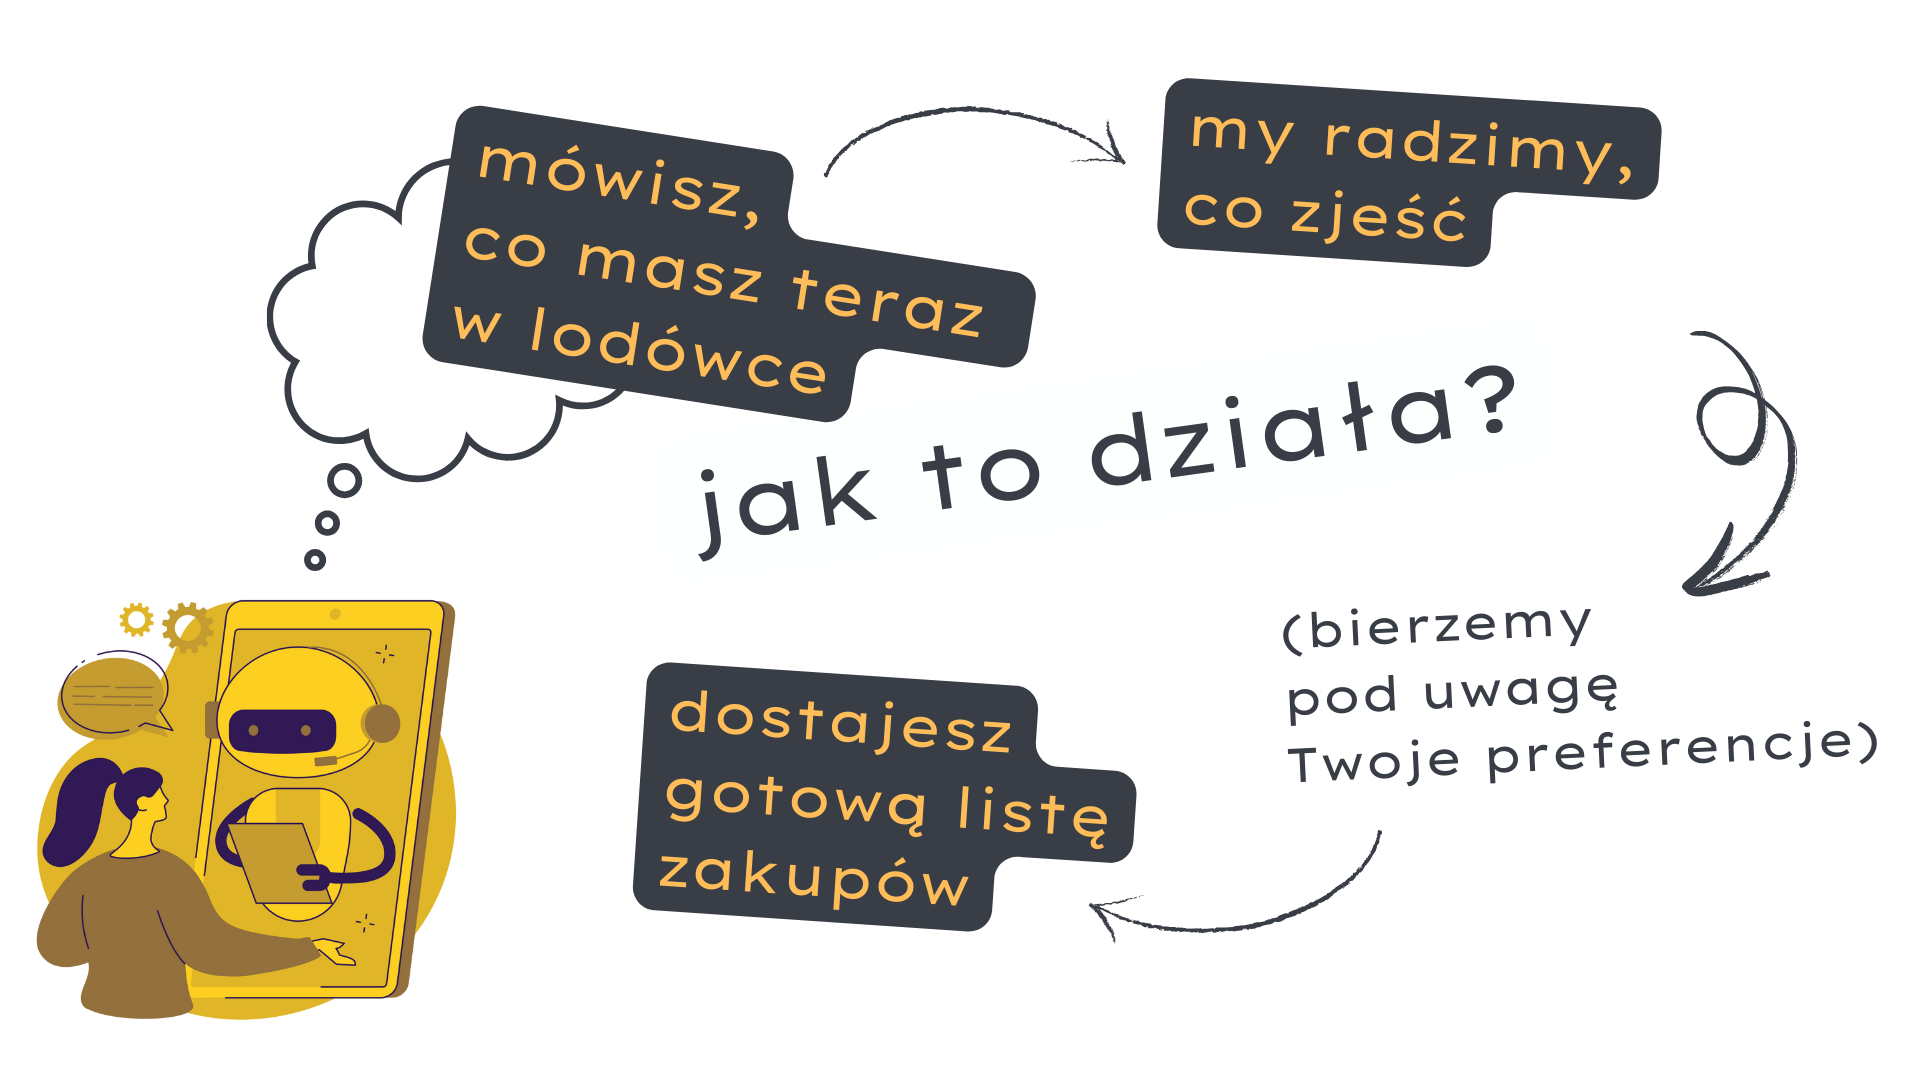 mówisz,
co masz teraz
w lodówce
my radzimy,
co zjeść
jak to działa?
(bierzemy
pod uwagę
Twoje preferencje)
dostajesz
gotową listę
zakupów